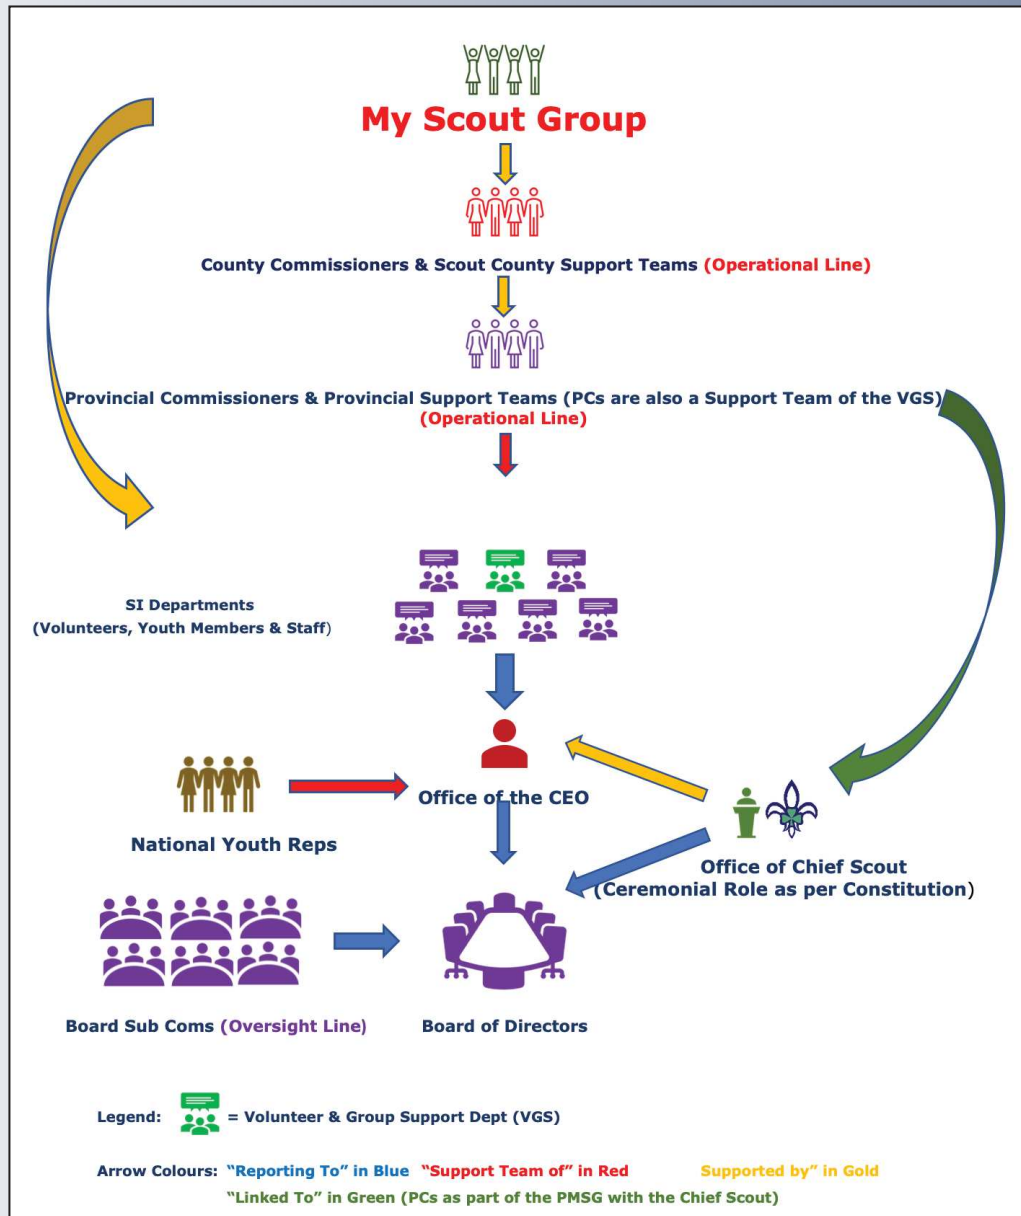 My Scout Group
County Commissioners & Scout County Support Teams (Operational Line)
Provincial Commissioners & Provincial Support Teams (PCs are also a Support Team of the VGS)
(Operational Line)
SI Departments
(Volunteers, Youth Members & Staff)
Office of the CEO
National Youth Reps
Office of Chief Scout
(Ceremonial Role as per Constitution)
Board Sub Coms (Oversight Line)
Board of Directors
Legend: = Volunteer & Group Support Dept (VGS)
Arrow Colours: “Reporting To” in Blue “Support Team of” in Red Supported by” in Gold
“Linked To” in Green (PCs as part of the PMSG with the Chief Scout)